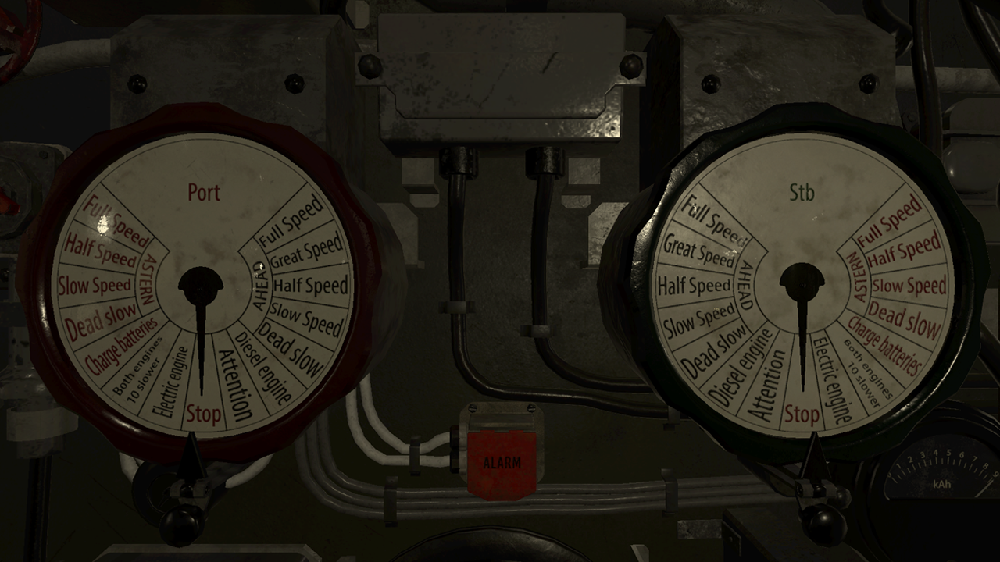 Port
Full Speed
Half Speed
Slow Speed
Dead slow
Charge batteries
Both engines
10 slower
Electric engine
Stop
Attention
Diesel engine
Dead slow
Slow Speed
Half Speed
Great Speed
Full Speed
ASTERN
AHEAD
Stb
Full Speed
Great Speed
Half Speed
Slow Speed
Dead slow
Diesel engine
Attention
Stop
Electric engine
Both engines
10 slower
Charge batteries
Dead slow
Slow Speed
Half Speed
Full Speed
AHEAD
ASTERN
ALARM
1 2 3 4 5 6 7 8 9
kAh